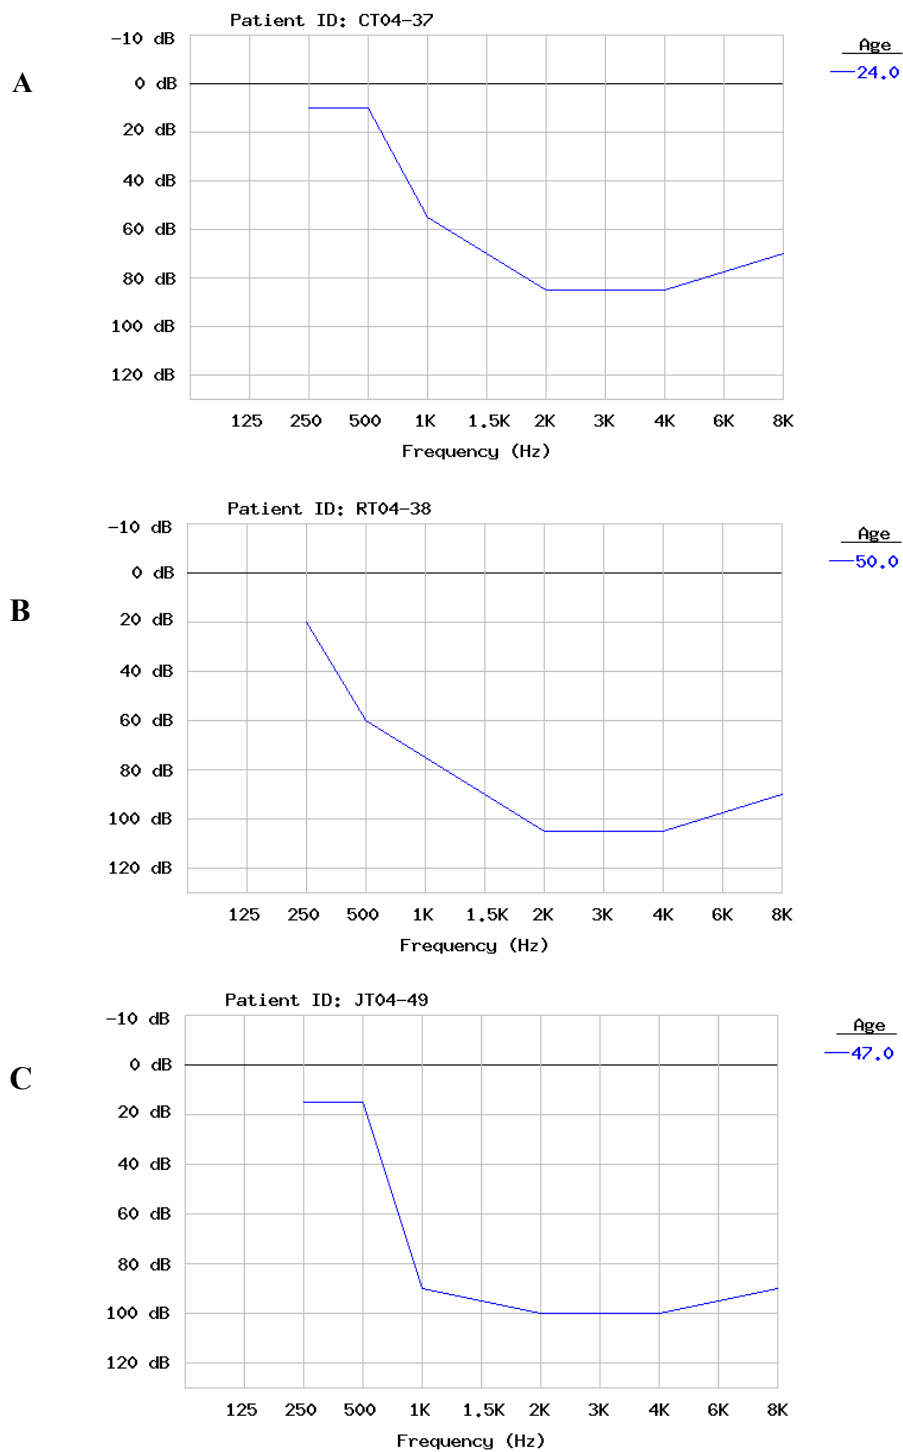 Patient ID: CT04-37
A
-10 dB
0 dB
20 dB
40 dB
60 dB
80 dB
100 dB
120 dB
125 250 500 1K 1.5K 2K 3K 4K 6K 8K
Frequency (Hz)
Age
24.0
Patient ID: RT04-38
B
-10 dB
0 dB
20 dB
40 dB
60 dB
80 dB
100 dB
120 dB
125 250 500 1K 1.5K 2K 3K 4K 6K 8K
Frequency (Hz)
Age
50.0
Patient ID: JT04-49
C
-10 dB
0 dB
20 dB
40 dB
60 dB
80 dB
100 dB
120 dB
125 250 500 1K 1.5K 2K 3K 4K 6K 8K
Frequency (Hz)
Age
47.0